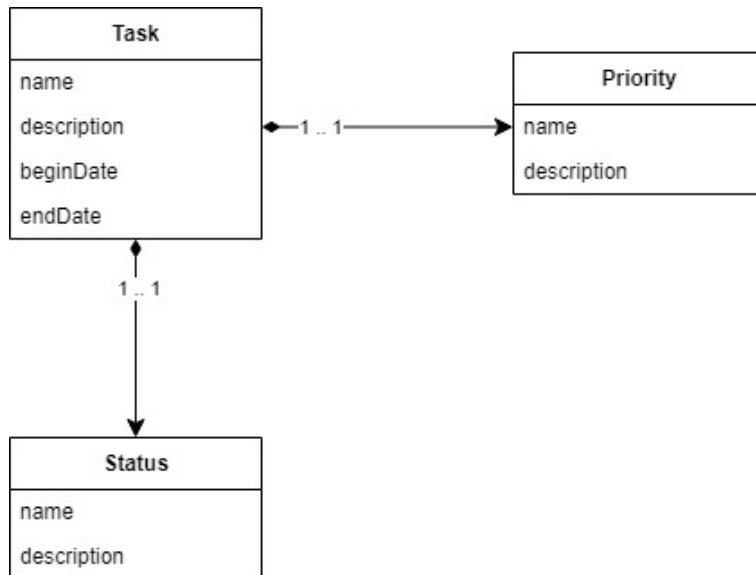 Task
name
description
beginDate
endDate
1 .. 1
Priority
name
description
1 .. 1
Status
name
description